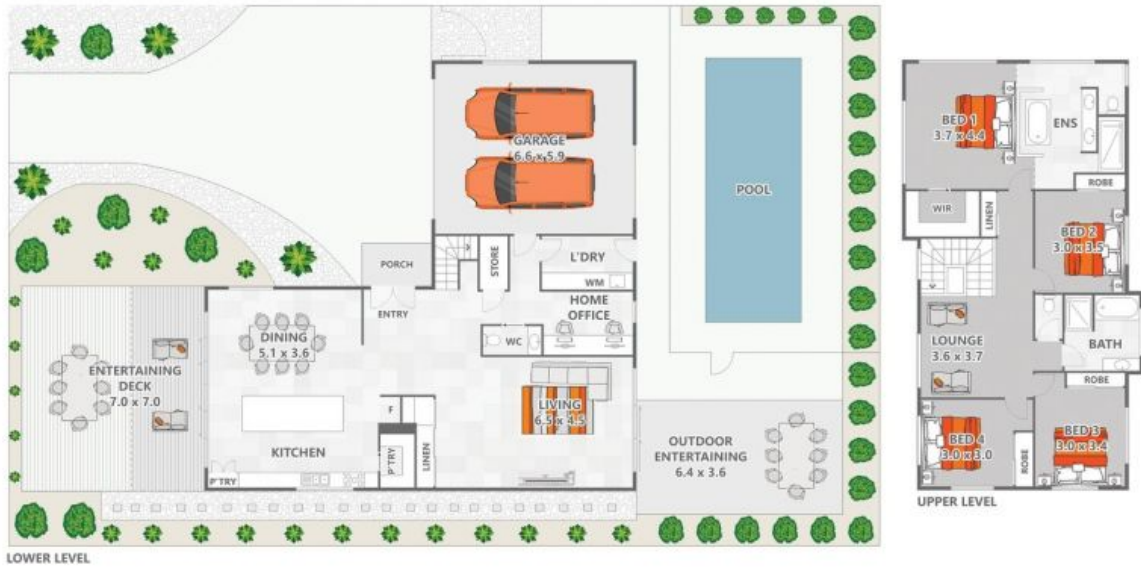 GARAGE
6.6 x 5.9
POOL
PORCH
STORE
L'DRY
WM
HOME
OFFICE
ENTRY
WC
DINING
5.1 x 3.6
ENTERTAINING
DECK
7.0 x 7.0
LIVING
6.5 x 4.5
F
KITCHEN
P'TRY
LINEN
P'TRY
OUTDOOR
ENTERTAINING
6.4 x 3.6
LOWER LEVEL
BED 1
3.7 x 4.4
ENS
ROBE
WIR
LINEN
BED 2
3.0 x 3.5
LOUNGE
3.6 x 3.7
BATH
ROBE
BED 4
3.0 x 3.0
ROBE
BED 3
3.0 x 3.4
UPPER LEVEL